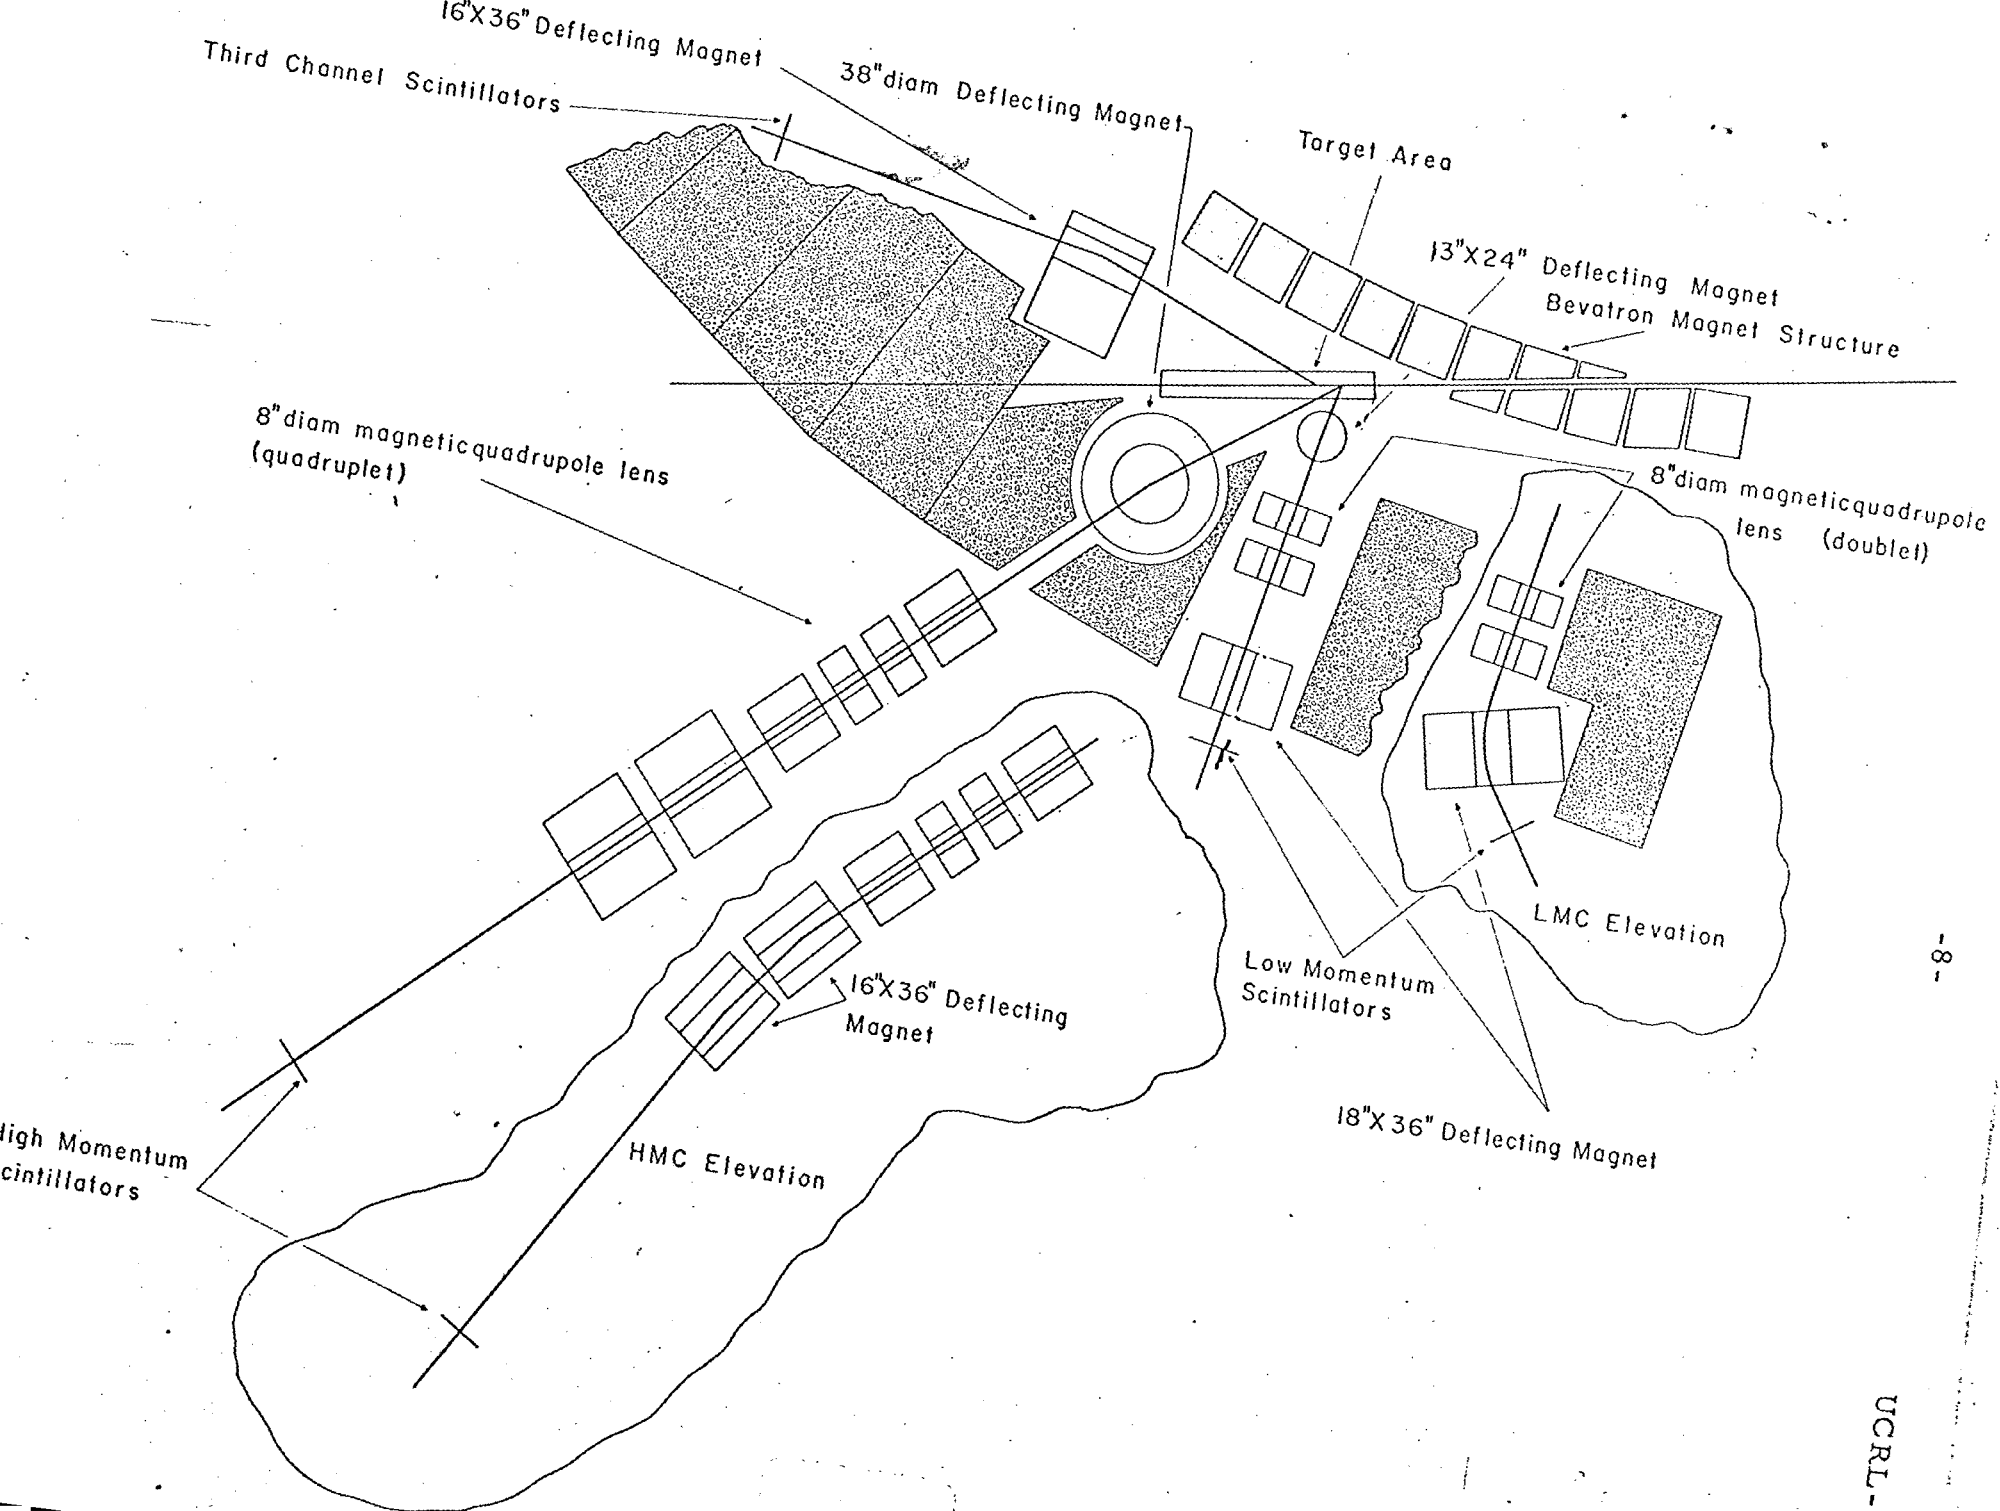 16"X36" Deflecting Magnet
Third Channel Scintillators
38"diam Deflecting Magnet
Target Area
13"X24" Deflecting Magnet
Bevatron Magnet Structure
8"diam magneticquadrupole lens
(quadruplet)
8"diam magneticquadrupole
lens (doublet)
LMC Elevation
Low Momentum
Scintillators
16"X36" Deflecting
Magnet
18"X36" Deflecting Magnet
High Momentum
cintillators
HMC Elevation
-8-
UCRL-